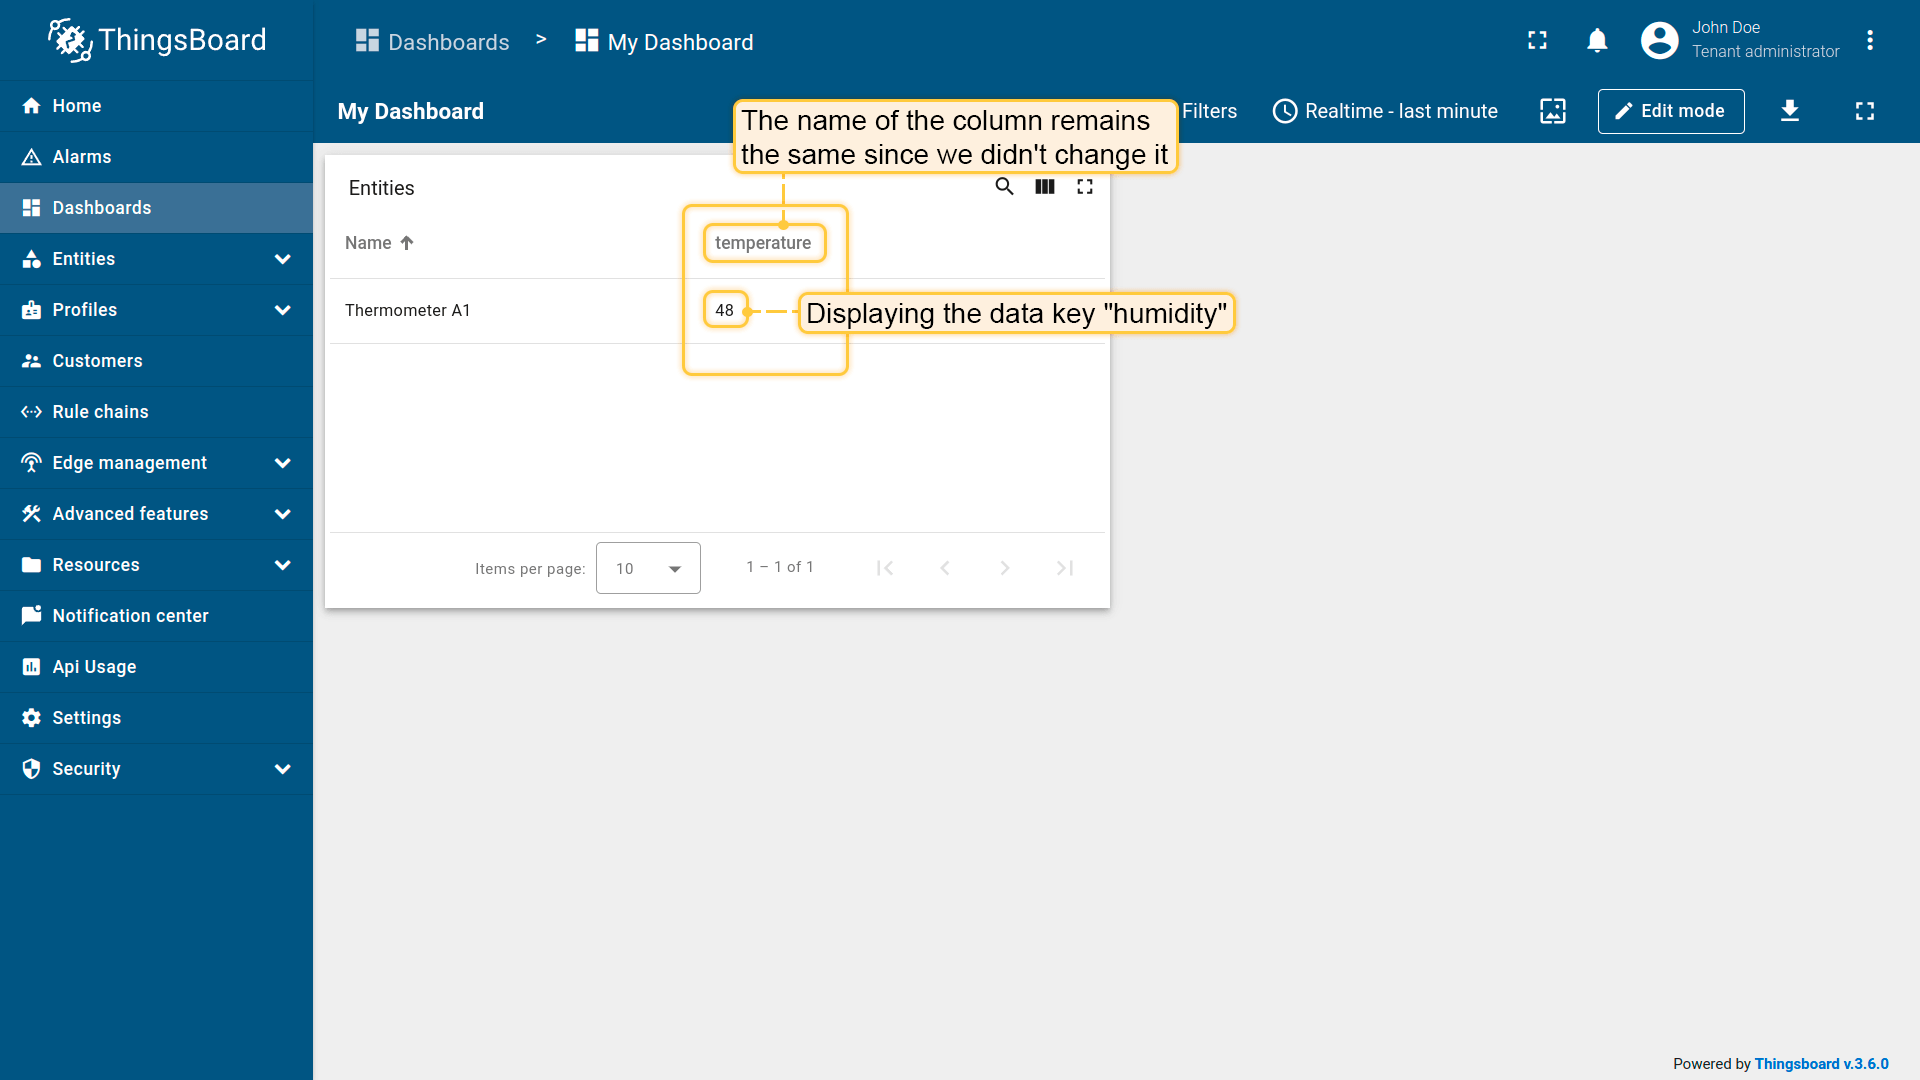 ThingsBoard
Dashboards > My Dashboard
John Doe
Tenant administrator
Home
Alarms
Dashboards
Entities
Profiles
Customers
Rule chains
Edge management
Advanced features
Resources
Notification center
Api Usage
Settings
Security
My Dashboard
Filters
Realtime - last minute
Edit mode
The name of the column remains
the same since we didn't change it
Entities
Name
temperature
Thermometer A1
48
Displaying the data key "humidity"
Items per page:
10
1 – 1 of 1
Powered by Thingsboard v.3.6.0